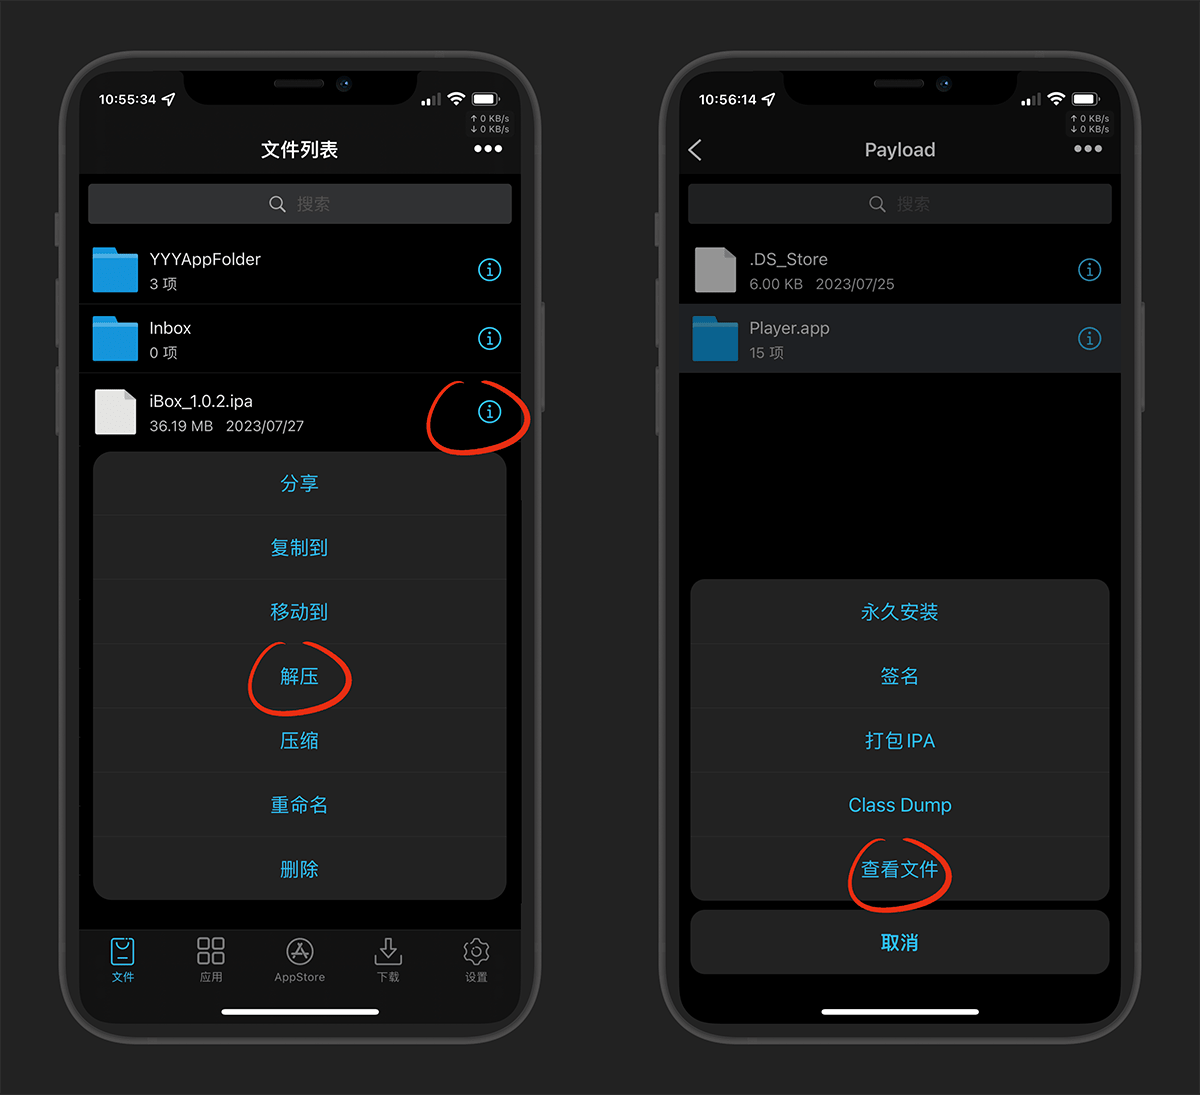 10:55:34
↑ 0 KB/s
↓ 0 KB/s
文件列表
搜索
YYYAppFolder
3 项
Inbox
0 项
iBox_1.0.2.ipa
36.19 MB 2023/07/27
分享
复制到
移动到
解压
压缩
重命名
删除
文件
应用
AppStore
下载
设置
10:56:14
↑ 0 KB/s
↓ 0 KB/s
Payload
搜索
.DS_Store
6.00 KB 2023/07/25
Player.app
15 项
永久安装
签名
打包IPA
Class Dump
查看文件
取消